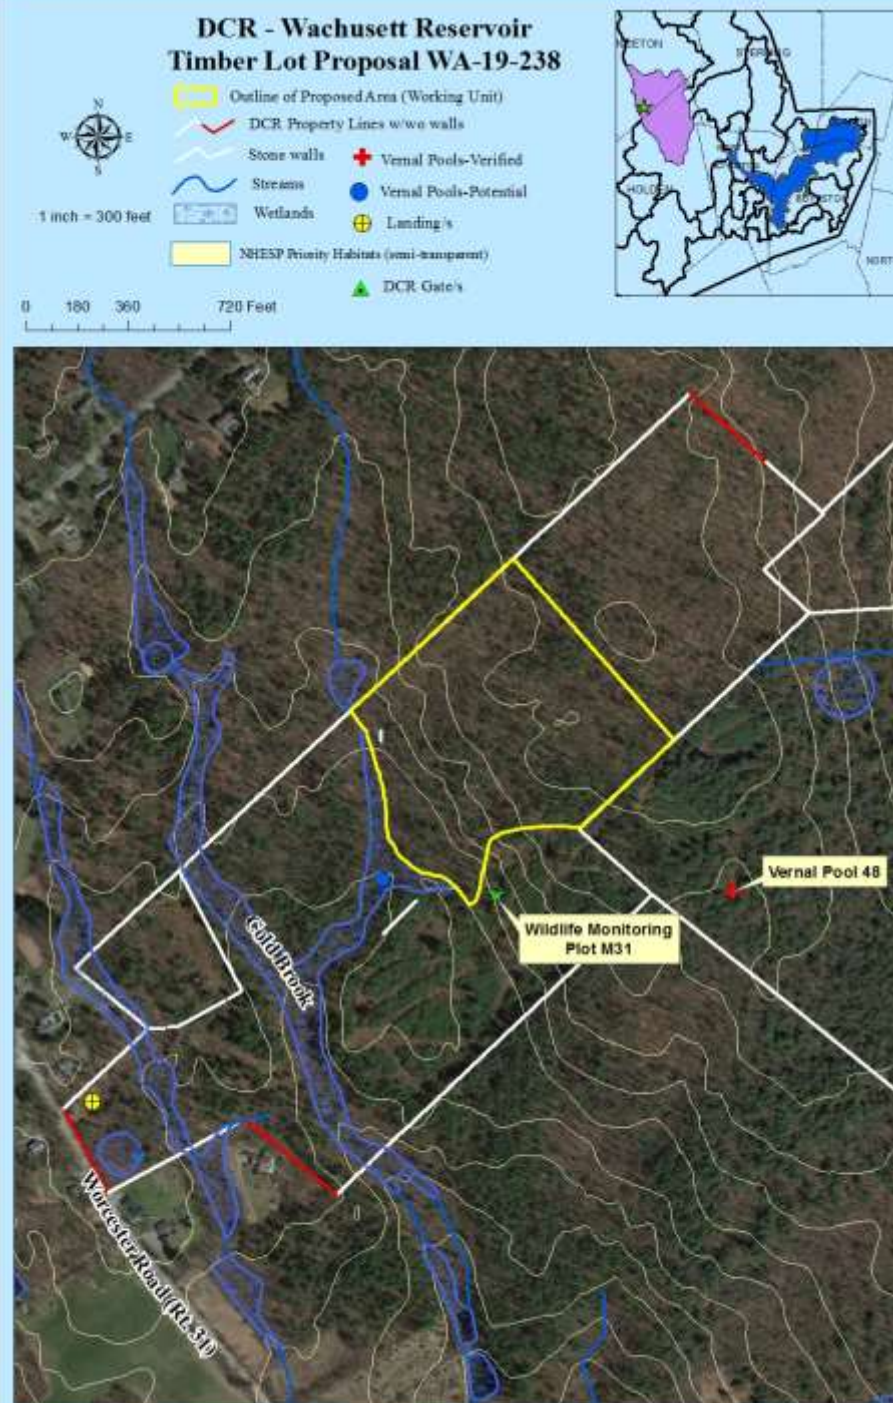 DCR - Wachusett Reservoir
Timber Lot Proposal WA-19-238
Outline of Proposed Area (Working Unit)
DCR Property Lines w/wo walls
Stone walls
Streams
Wetlands
NHESP Priority Habitats (semi-transparent)
Vernal Pools-Verified
Vernal Pools-Potential
Landing/s
DCR Gate/s
N
W
E
S
1 inch = 300 feet
0 180 360 720 Feet
STERLING
HOLDEN
Vernal Pool 48
Wildlife Monitoring
Plot M31
Cold Brook
Worcester Road (Rt. 31)